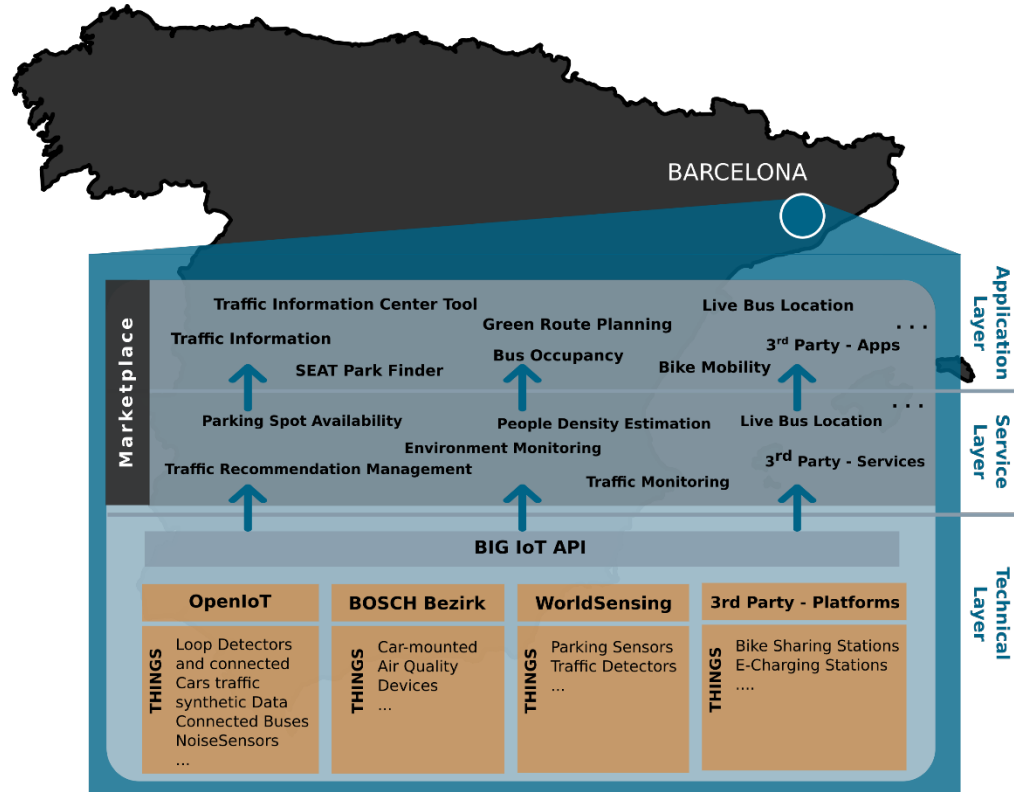 BARCELONA
Application
Layer
Marketplace
Traffic Information Center Tool
Live Bus Location
Green Route Planning
. . .
Traffic Information
3rd Party - Apps
Bus Occupancy
SEAT Park Finder
Bike Mobility
Service
Layer
. . .
Parking Spot Availability
People Density Estimation
Live Bus Location
Environment Monitoring
Traffic Recommendation Management
3rd Party - Services
Traffic Monitoring
Technical
Layer
BIG IoT API
OpenIoT
THINGS
Loop Detectors
and connected
Cars traffic
synthetic Data
Connected Buses
NoiseSensors
...
BOSCH Bezirk
THINGS
Car-mounted
Air Quality
Devices
...
WorldSensing
THINGS
Parking Sensors
Traffic Detectors
...
3rd Party - Platforms
THINGS
Bike Sharing Stations
E-Charging Stations
....